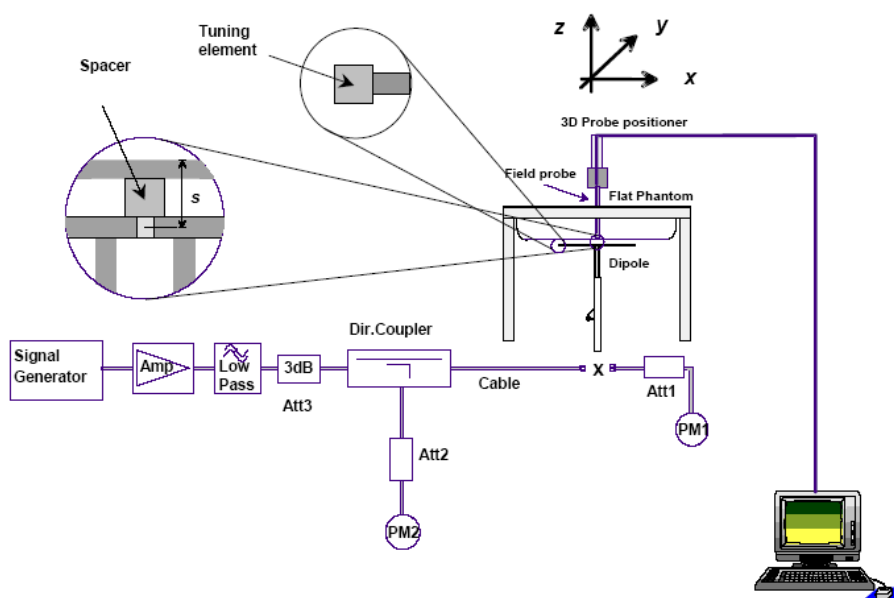 Tuning
element
z
y
x
Spacer
3D Probe positioner
s
Field probe
Flat Phantom
Dipole
Dir.Coupler
Signal
Generator
Amp
Low
Pass
3dB
Att3
Cable
X
Att1
PM1
Att2
PM2